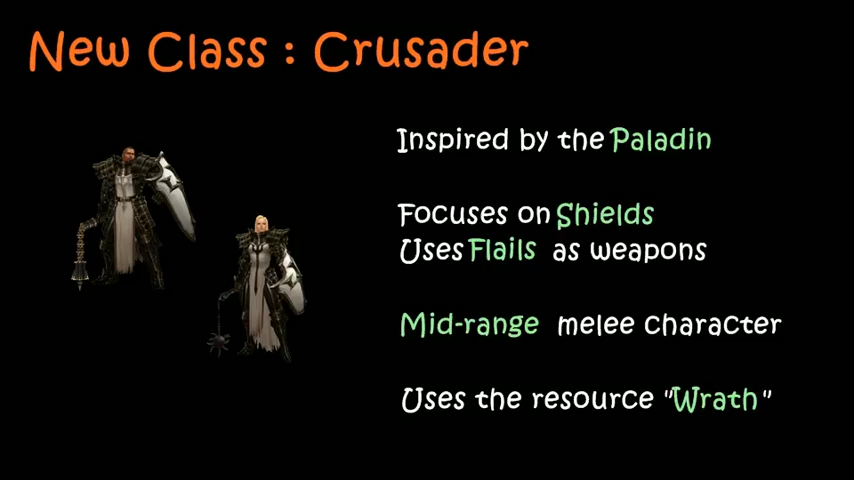 New Class : Crusader
Inspired by the Paladin
Focuses on Shields
Uses Flails as weapons
Mid-range melee character
Uses the resource "Wrath"